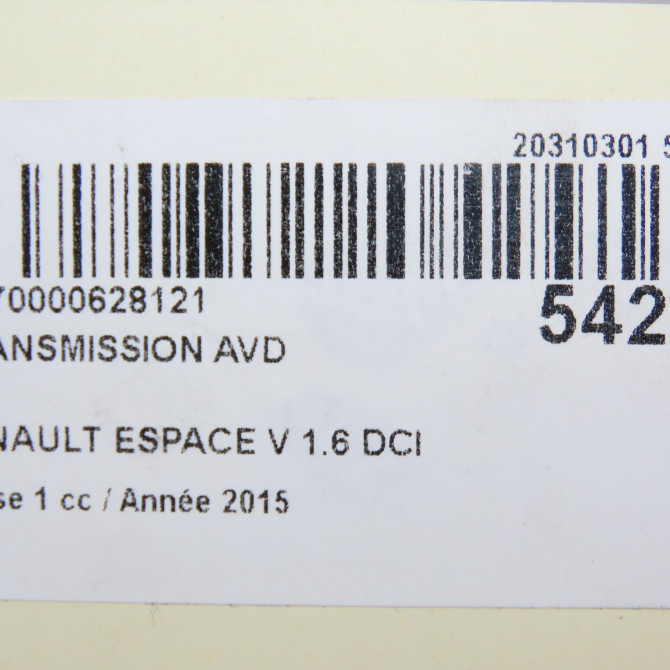 20310301 5
70000628121
542
ANSMISSION AVD
NAULT ESPACE V 1.6 DCI
se 1 cc / Année 2015